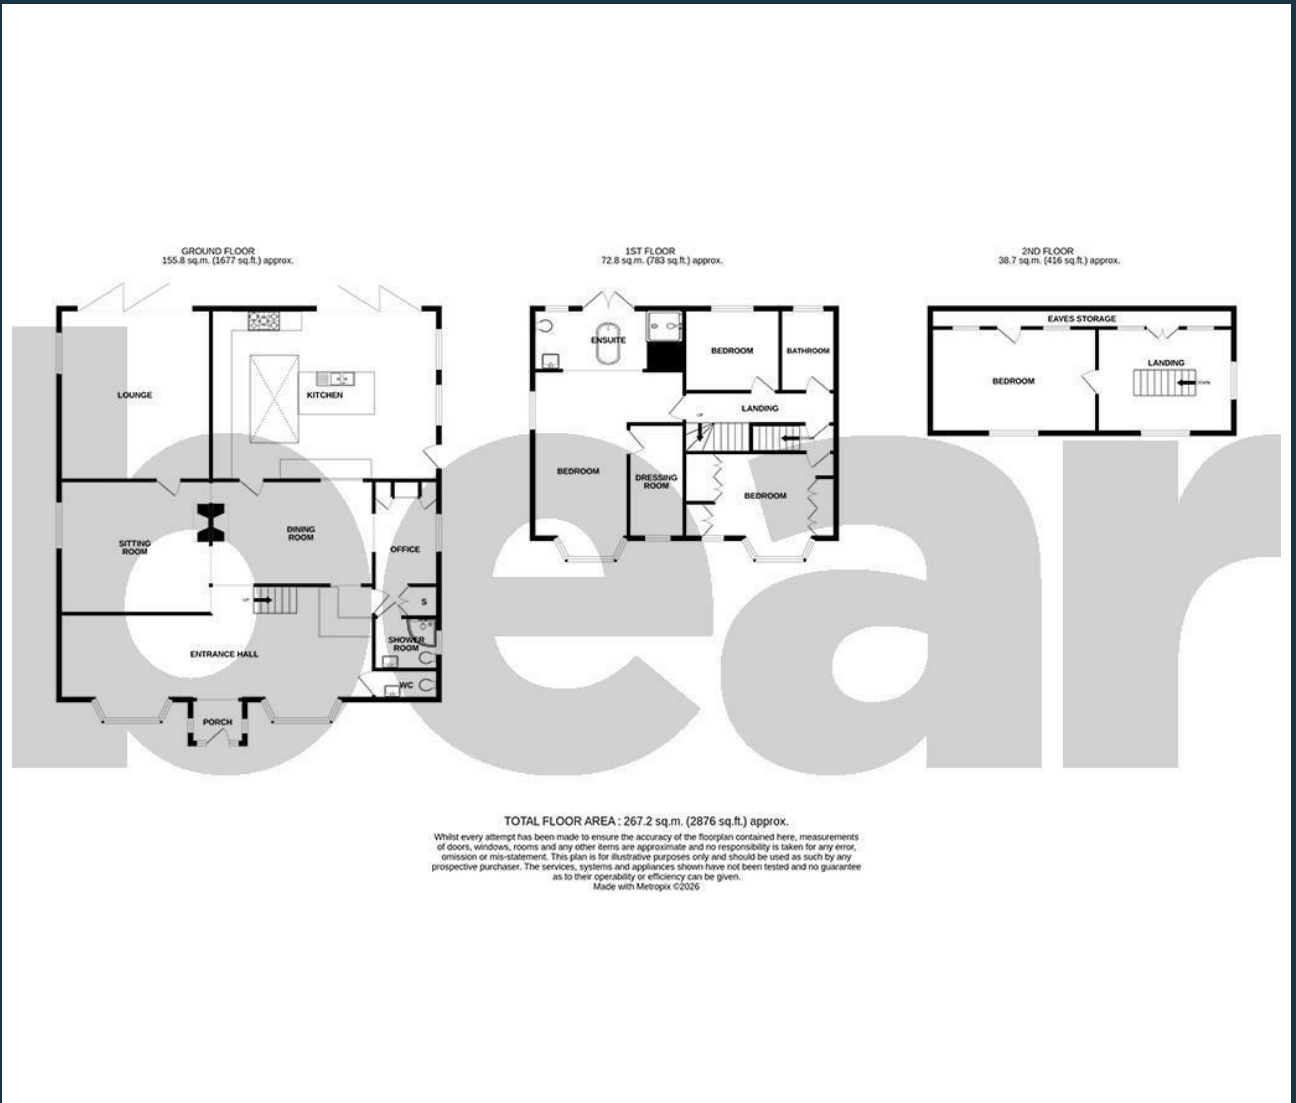 GROUND FLOOR
155.8 sq.m. (1677 sq.ft.) approx.
1ST FLOOR
72.8 sq.m. (783 sq.ft.) approx.
2ND FLOOR
38.7 sq.m. (416 sq.ft.) approx.
LOUNGE
KITCHEN
SITTING
ROOM
DINING
ROOM
OFFICE
UP
S
SHOWER
ROOM
ENTRANCE HALL
WC
PORCH
ENSUITE
BEDROOM
BATHROOM
LANDING
UP
BEDROOM
DRESSING
ROOM
BEDROOM
EAVES STORAGE
BEDROOM
LANDING
DOWN
bear
TOTAL FLOOR AREA : 267.2 sq.m. (2876 sq.ft.) approx.
Whilst every attempt has been made to ensure the accuracy of the floorplan contained here, measurements
of doors, windows, rooms and any other items are approximate and no responsibility is taken for any error,
omission or mis-statement. This plan is for illustrative purposes only and should be used as such by any
prospective purchaser. The services, systems and appliances shown have not been tested and no guarantee
as to their operability or efficiency can be given.
Made with Metropix ©2026